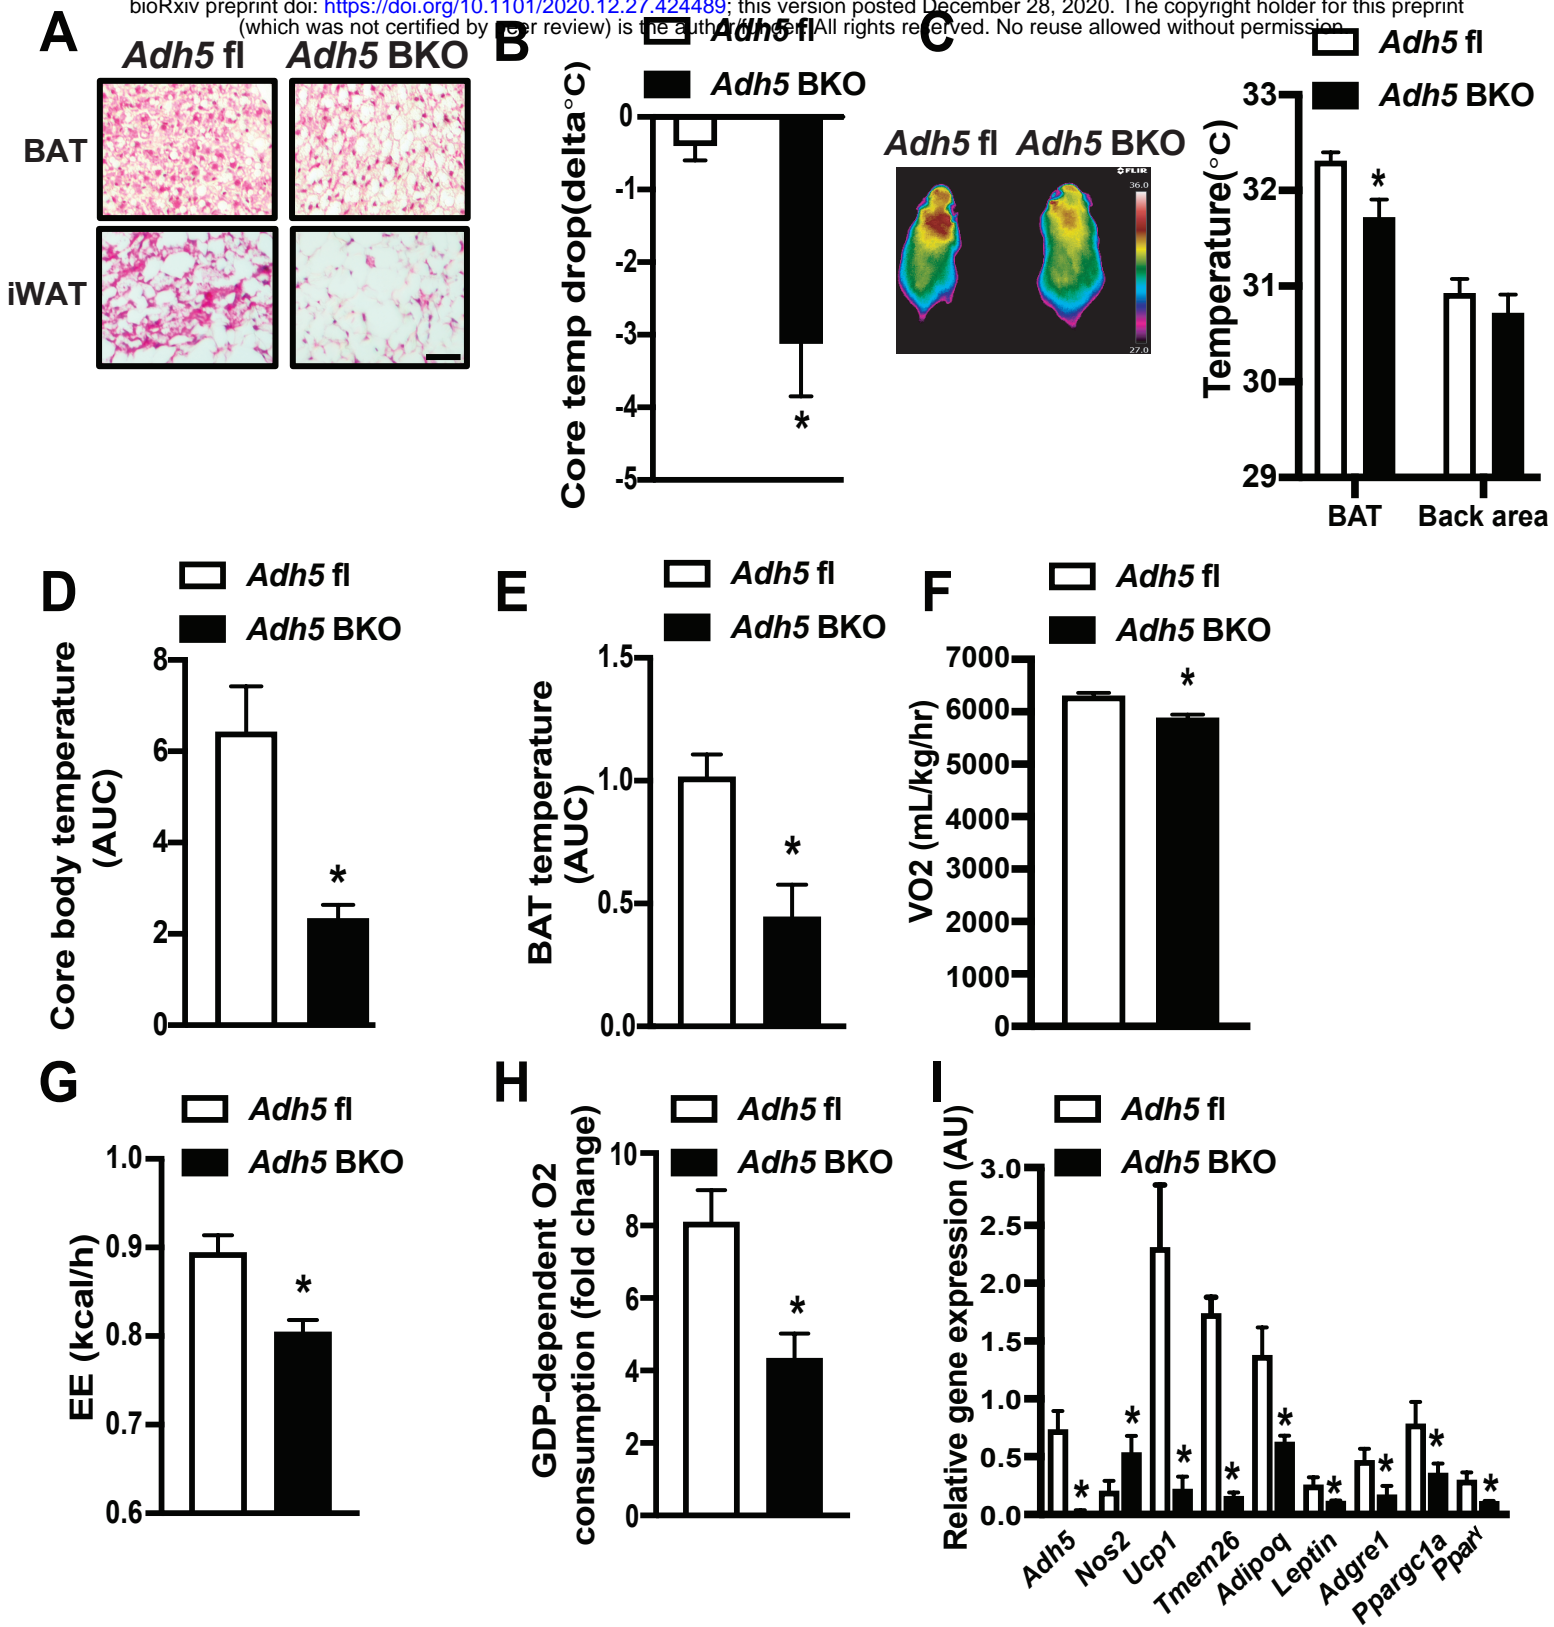 bioRxiv preprint doi: https://doi.org/10.1101/2020.12.27.424489; this version posted December 28, 2020. The copyright holder for this preprint
(which was not certified by peer review) is the author/funder. All rights reserved. No reuse allowed without permission.
A
Adh5 fl
Adh5 BKO
BAT
iWAT
B
Adh5 fl
Adh5 BKO
Core temp drop(delta°C)
0
-1
-2
-3
-4
-5
*
C
Adh5 fl
Adh5 BKO
FLIR
36.0
27.0
Adh5 fl
Adh5 BKO
Temperature(°C)
33
32
31
30
29
*
BAT
Back area
D
Adh5 fl
Adh5 BKO
Core body temperature
(AUC)
8
6
4
2
0
*
E
Adh5 fl
Adh5 BKO
BAT temperature
(AUC)
1.5
1.0
0.5
0.0
*
F
Adh5 fl
Adh5 BKO
VO2 (mL/kg/hr)
7000
6000
5000
4000
3000
2000
1000
0
*
G
Adh5 fl
Adh5 BKO
EE (kcal/h)
1.0
0.9
0.8
0.7
0.6
*
H
Adh5 fl
Adh5 BKO
GDP-dependent O2
consumption (fold change)
10
8
6
4
2
0
*
I
Adh5 fl
Adh5 BKO
Relative gene expression (AU)
3.0
2.5
2.0
1.5
1.0
0.5
0.0
* * * * * * * * *
Adh5
Nos2
Ucp1
Tmem26
Adipoq
Leptin
Adgre1
Ppargc1a
Pparγ